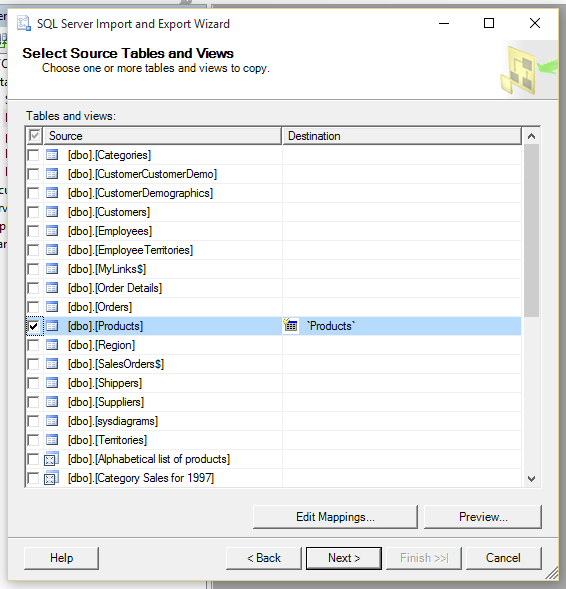 SQL Server Import and Export Wizard
Select Source Tables and Views
Choose one or more tables and views to copy.
Tables and views:
Source Destination
[dbo].[Categories]
[dbo].[CustomerCustomerDemo]
[dbo].[CustomerDemographics]
[dbo].[Customers]
[dbo].[Employees]
[dbo].[EmployeeTerritories]
[dbo].[MyLinks$]
[dbo].[Order Details]
[dbo].[Orders]
[dbo].[Products] `Products`
[dbo].[Region]
[dbo].[SalesOrders$]
[dbo].[Shippers]
[dbo].[Suppliers]
[dbo].[sysdiagrams]
[dbo].[Territories]
[dbo].[Alphabetical list of products]
[dbo].[Category Sales for 1997]
Edit Mappings... Preview...
Help < Back Next > Finish >>| Cancel